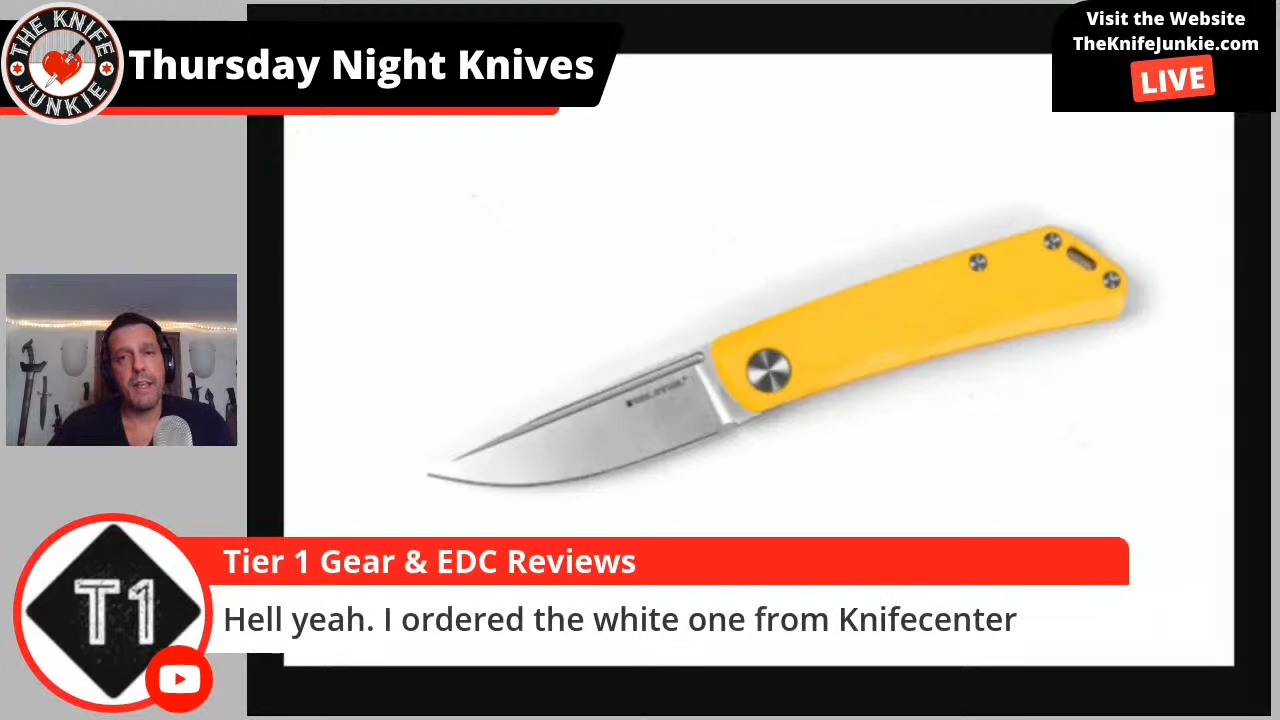 THE KNIFE
JUNKIE
Thursday Night Knives
Visit the Website
TheKnifeJunkie.com
LIVE
T1
Tier 1 Gear & EDC Reviews
Hell yeah. I ordered the white one from Knifecenter